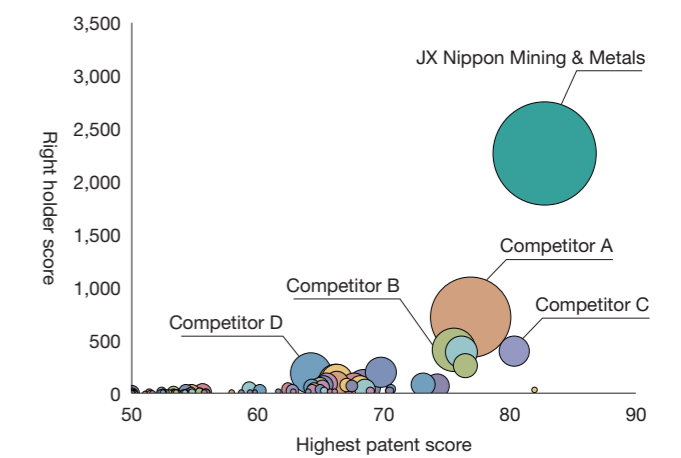 3,500
3,000
2,500
2,000
1,500
1,000
500
0
Right holder score
JX Nippon Mining & Metals
Competitor A
Competitor B
Competitor C
Competitor D
50 60 70 80 90
Highest patent score